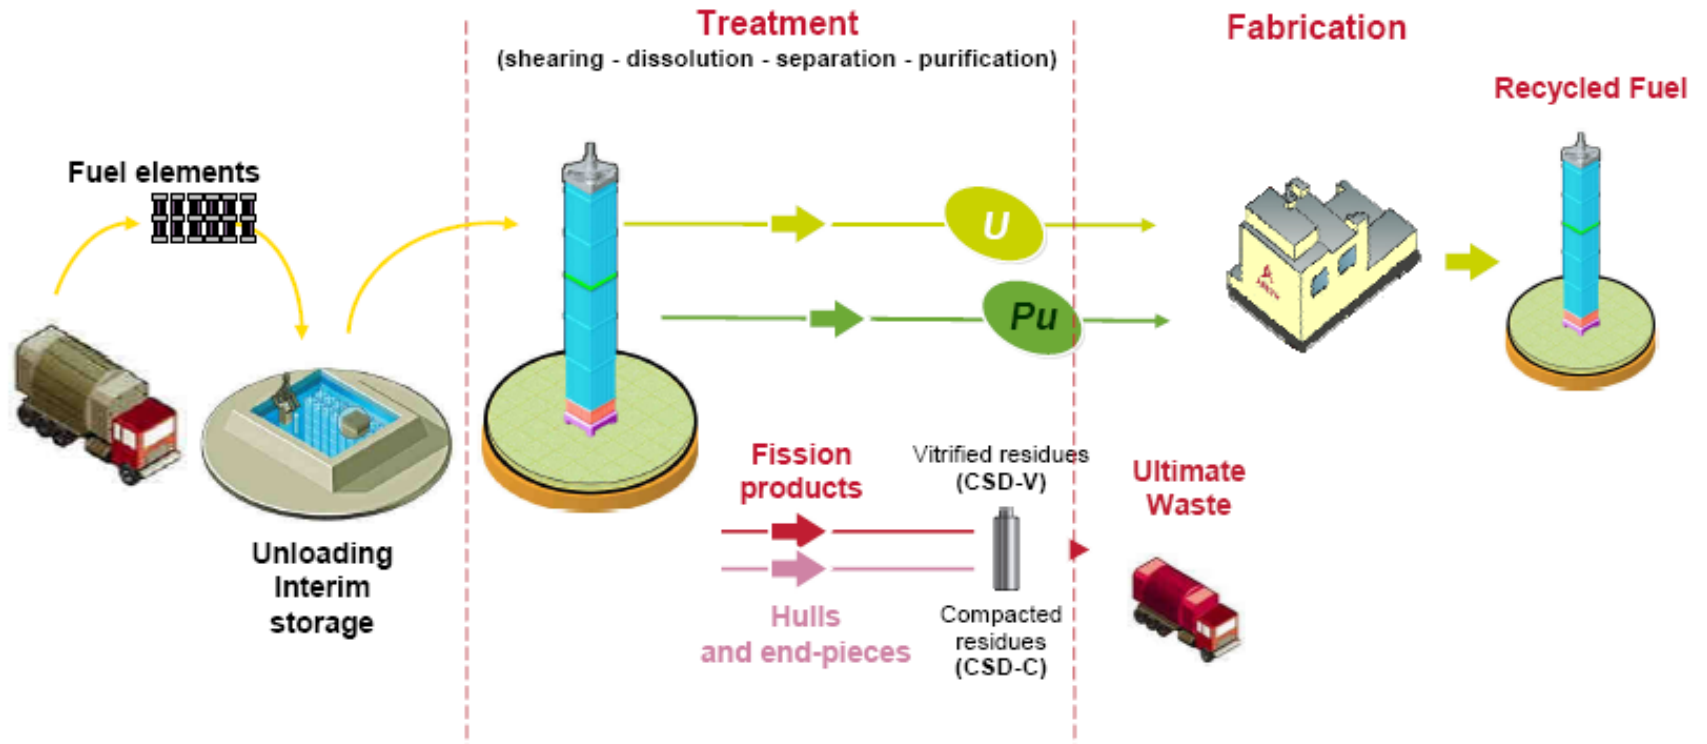 Treatment
(shearing - dissolution - separation - purification)
Fabrication
Recycled Fuel
Fuel elements
U
Pu
Unloading
Interim
storage
Fission
products
Vitrified residues
(CSD-V)
Hulls
and end-pieces
Compacted
residues
(CSD-C)
Ultimate
Waste